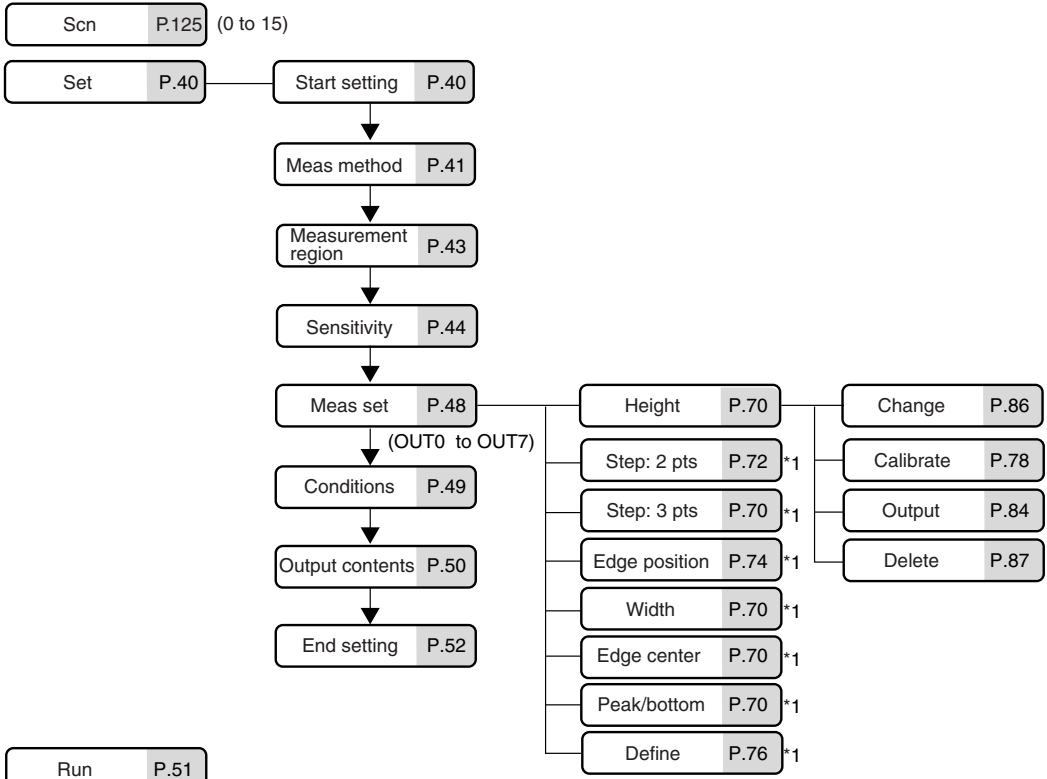 Scn P.125 (0 to 15)
Set P.40 Start setting P.40
Meas method P.41
Measurement
region P.43
Sensitivity P.44
Meas set P.48 Height P.70 Change P.86
(OUT0 to OUT7)
Step: 2 pts P.72 *1 Calibrate P.78
Conditions P.49
Step: 3 pts P.70 *1 Output P.84
Output contents P.50 Edge position P.74 *1 Delete P.87
Width P.70 *1
End setting P.52 Edge center P.70 *1
Peak/bottom P.70 *1
Define P.76 *1
Run P.51